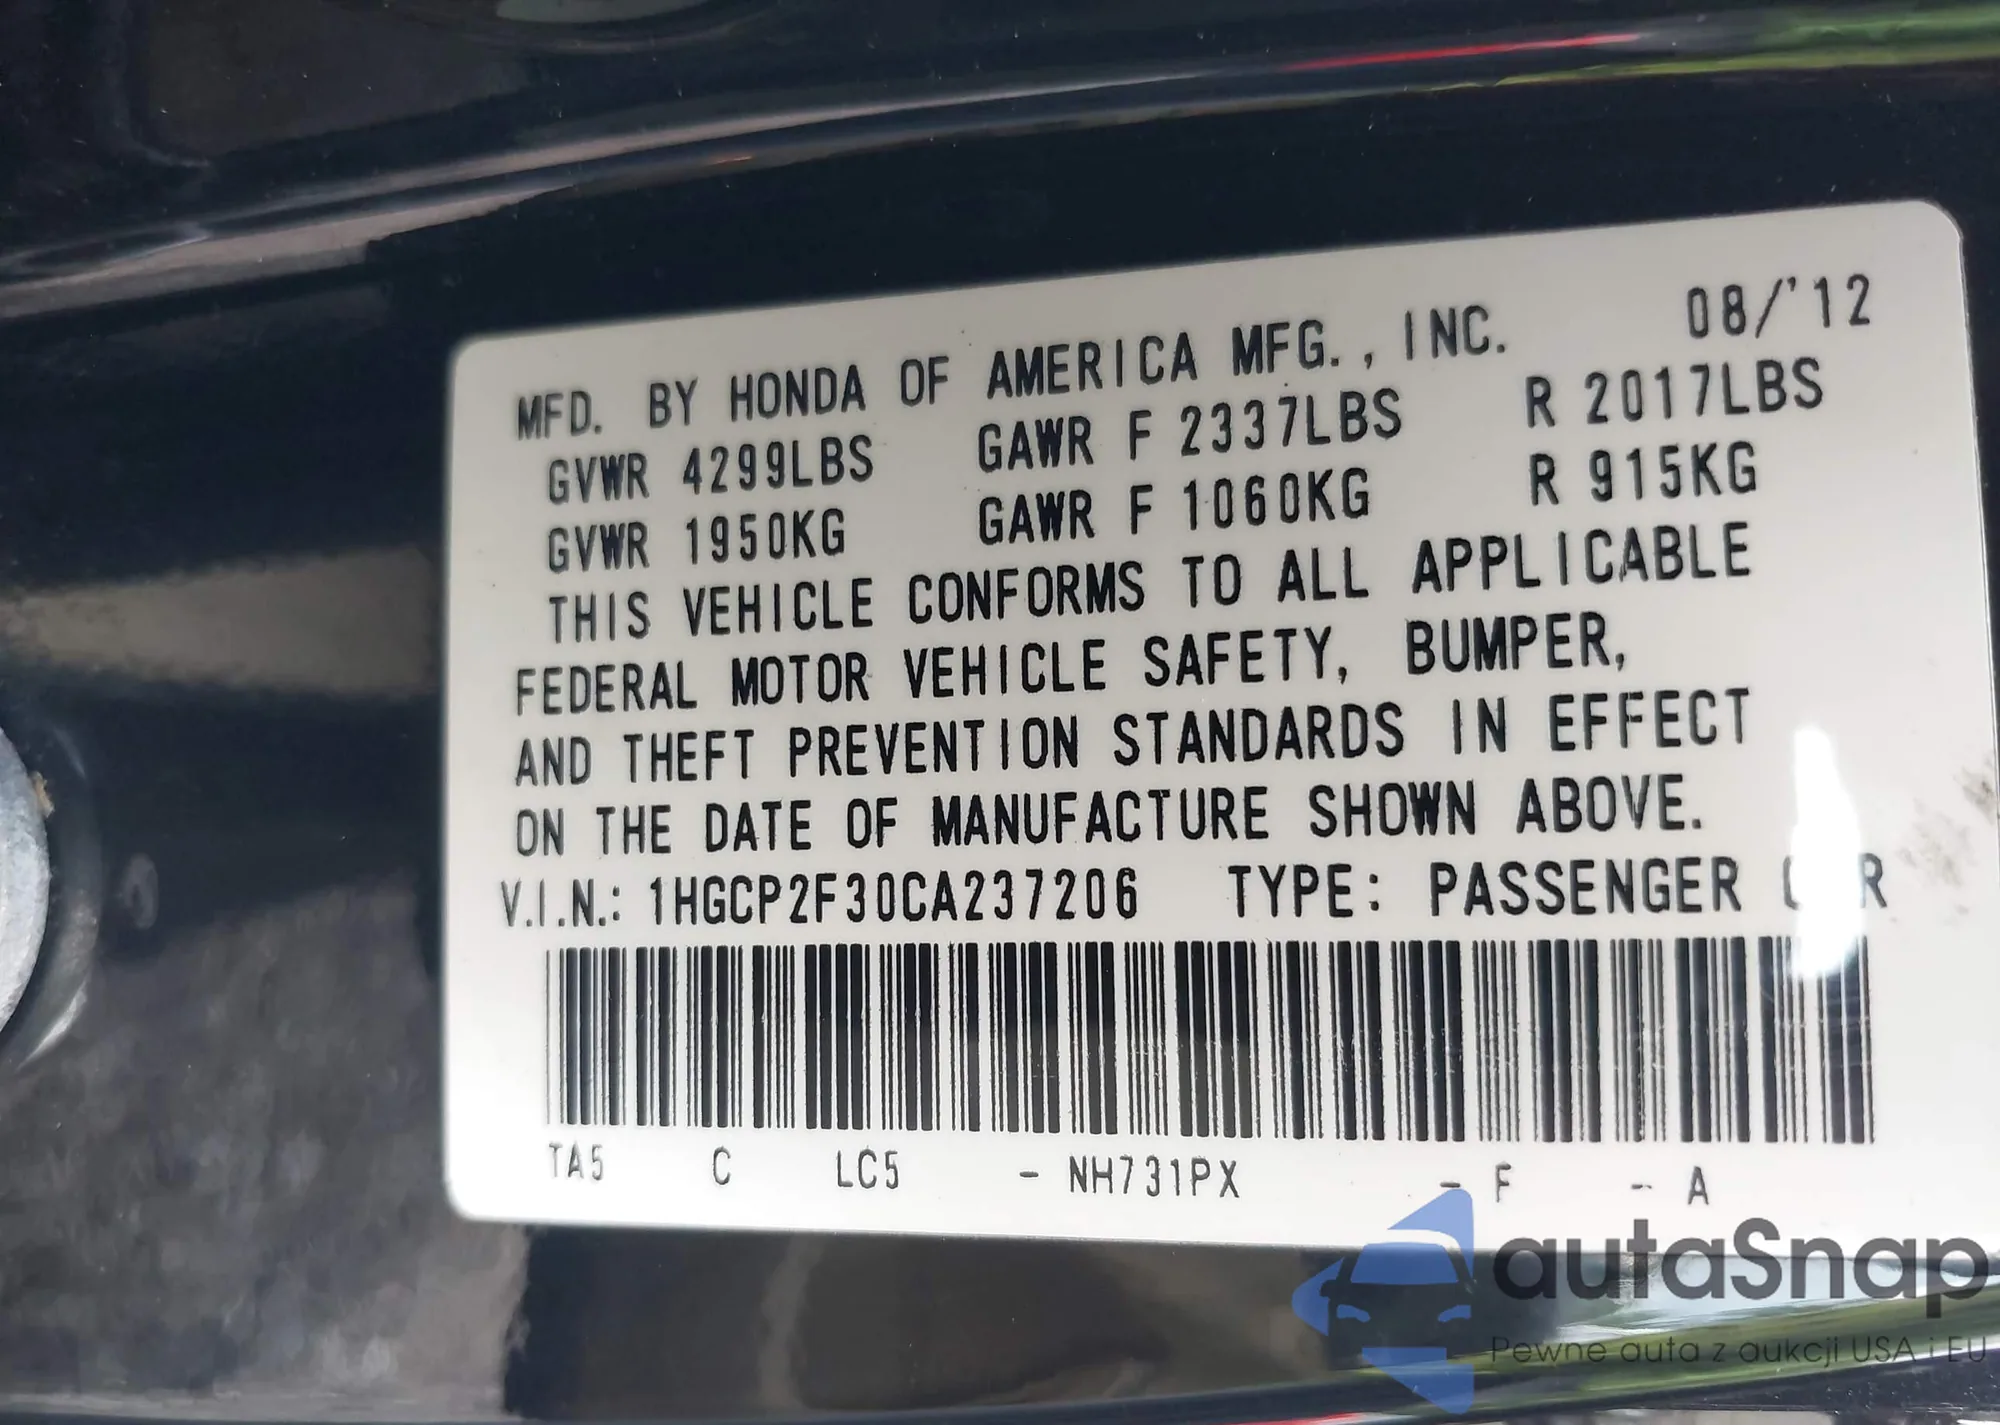 MFD. BY HONDA OF AMERICA MFG., INC. 08/'12
GVWR 4299LBS GAWR F 2337LBS R 2017LBS
GVWR 1950KG GAWR F 1060KG R 915KG
THIS VEHICLE CONFORMS TO ALL APPLICABLE
FEDERAL MOTOR VEHICLE SAFETY, BUMPER,
AND THEFT PREVENTION STANDARDS IN EFFECT
ON THE DATE OF MANUFACTURE SHOWN ABOVE.
V.I.N.: 1HGCP2F30CA237206 TYPE: PASSENGER CAR
TA5 C LC5 - NH731PX - F - A
autaSnap
Pewne auta z aukcji USA i EU